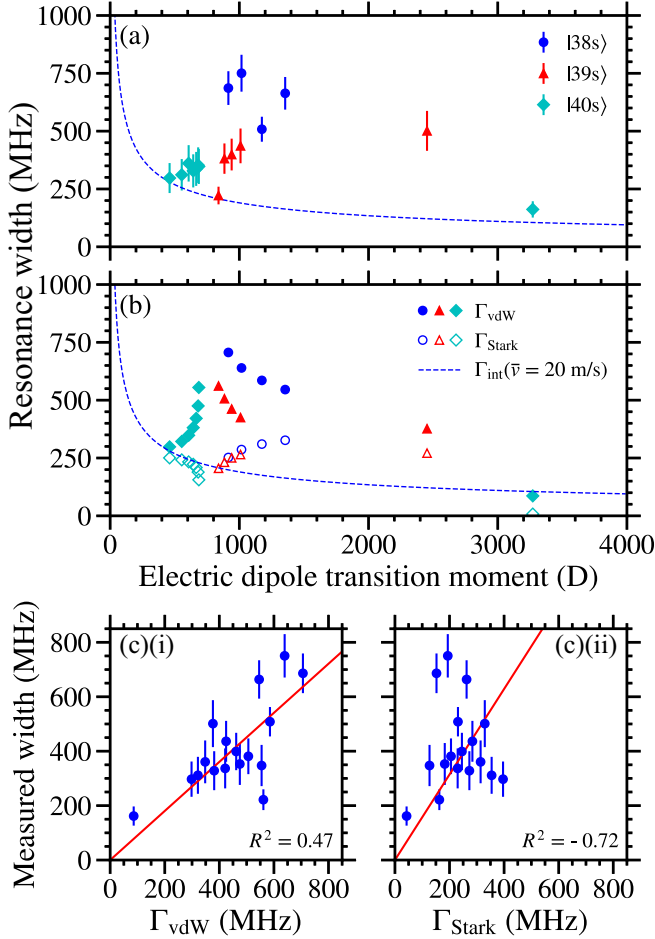 1000
(a)
|38s⟩
750
|39s⟩
|40s⟩
500
250
0
Resonance width (MHz)
1000
(b)
Γ_vdW
750
Γ_Stark
Γ_int(ν̅ = 20 m/s)
500
250
0
0 1000 2000 3000 4000
Electric dipole transition moment (D)
Measured width (MHz)
800
600
400
200
0
(c)(i)
R² = 0.47
0 200 400 600 800
Γ_vdW (MHz)
(c)(ii)
R² = - 0.72
0 200 400 600
Γ_Stark (MHz)